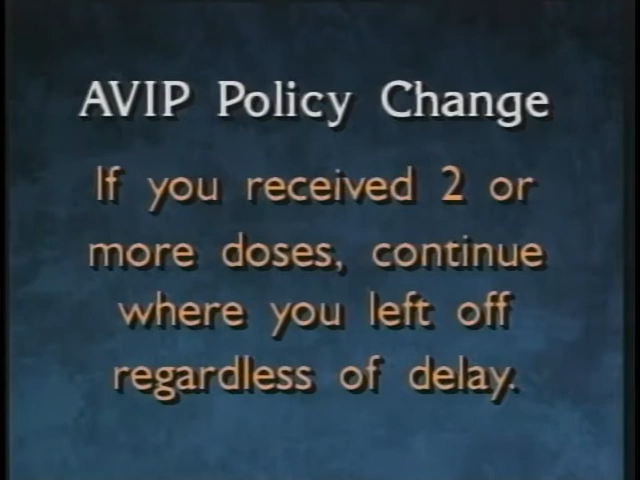 AVIP Policy Change
If you received 2 or
more doses, continue
where you left off
regardless of delay.